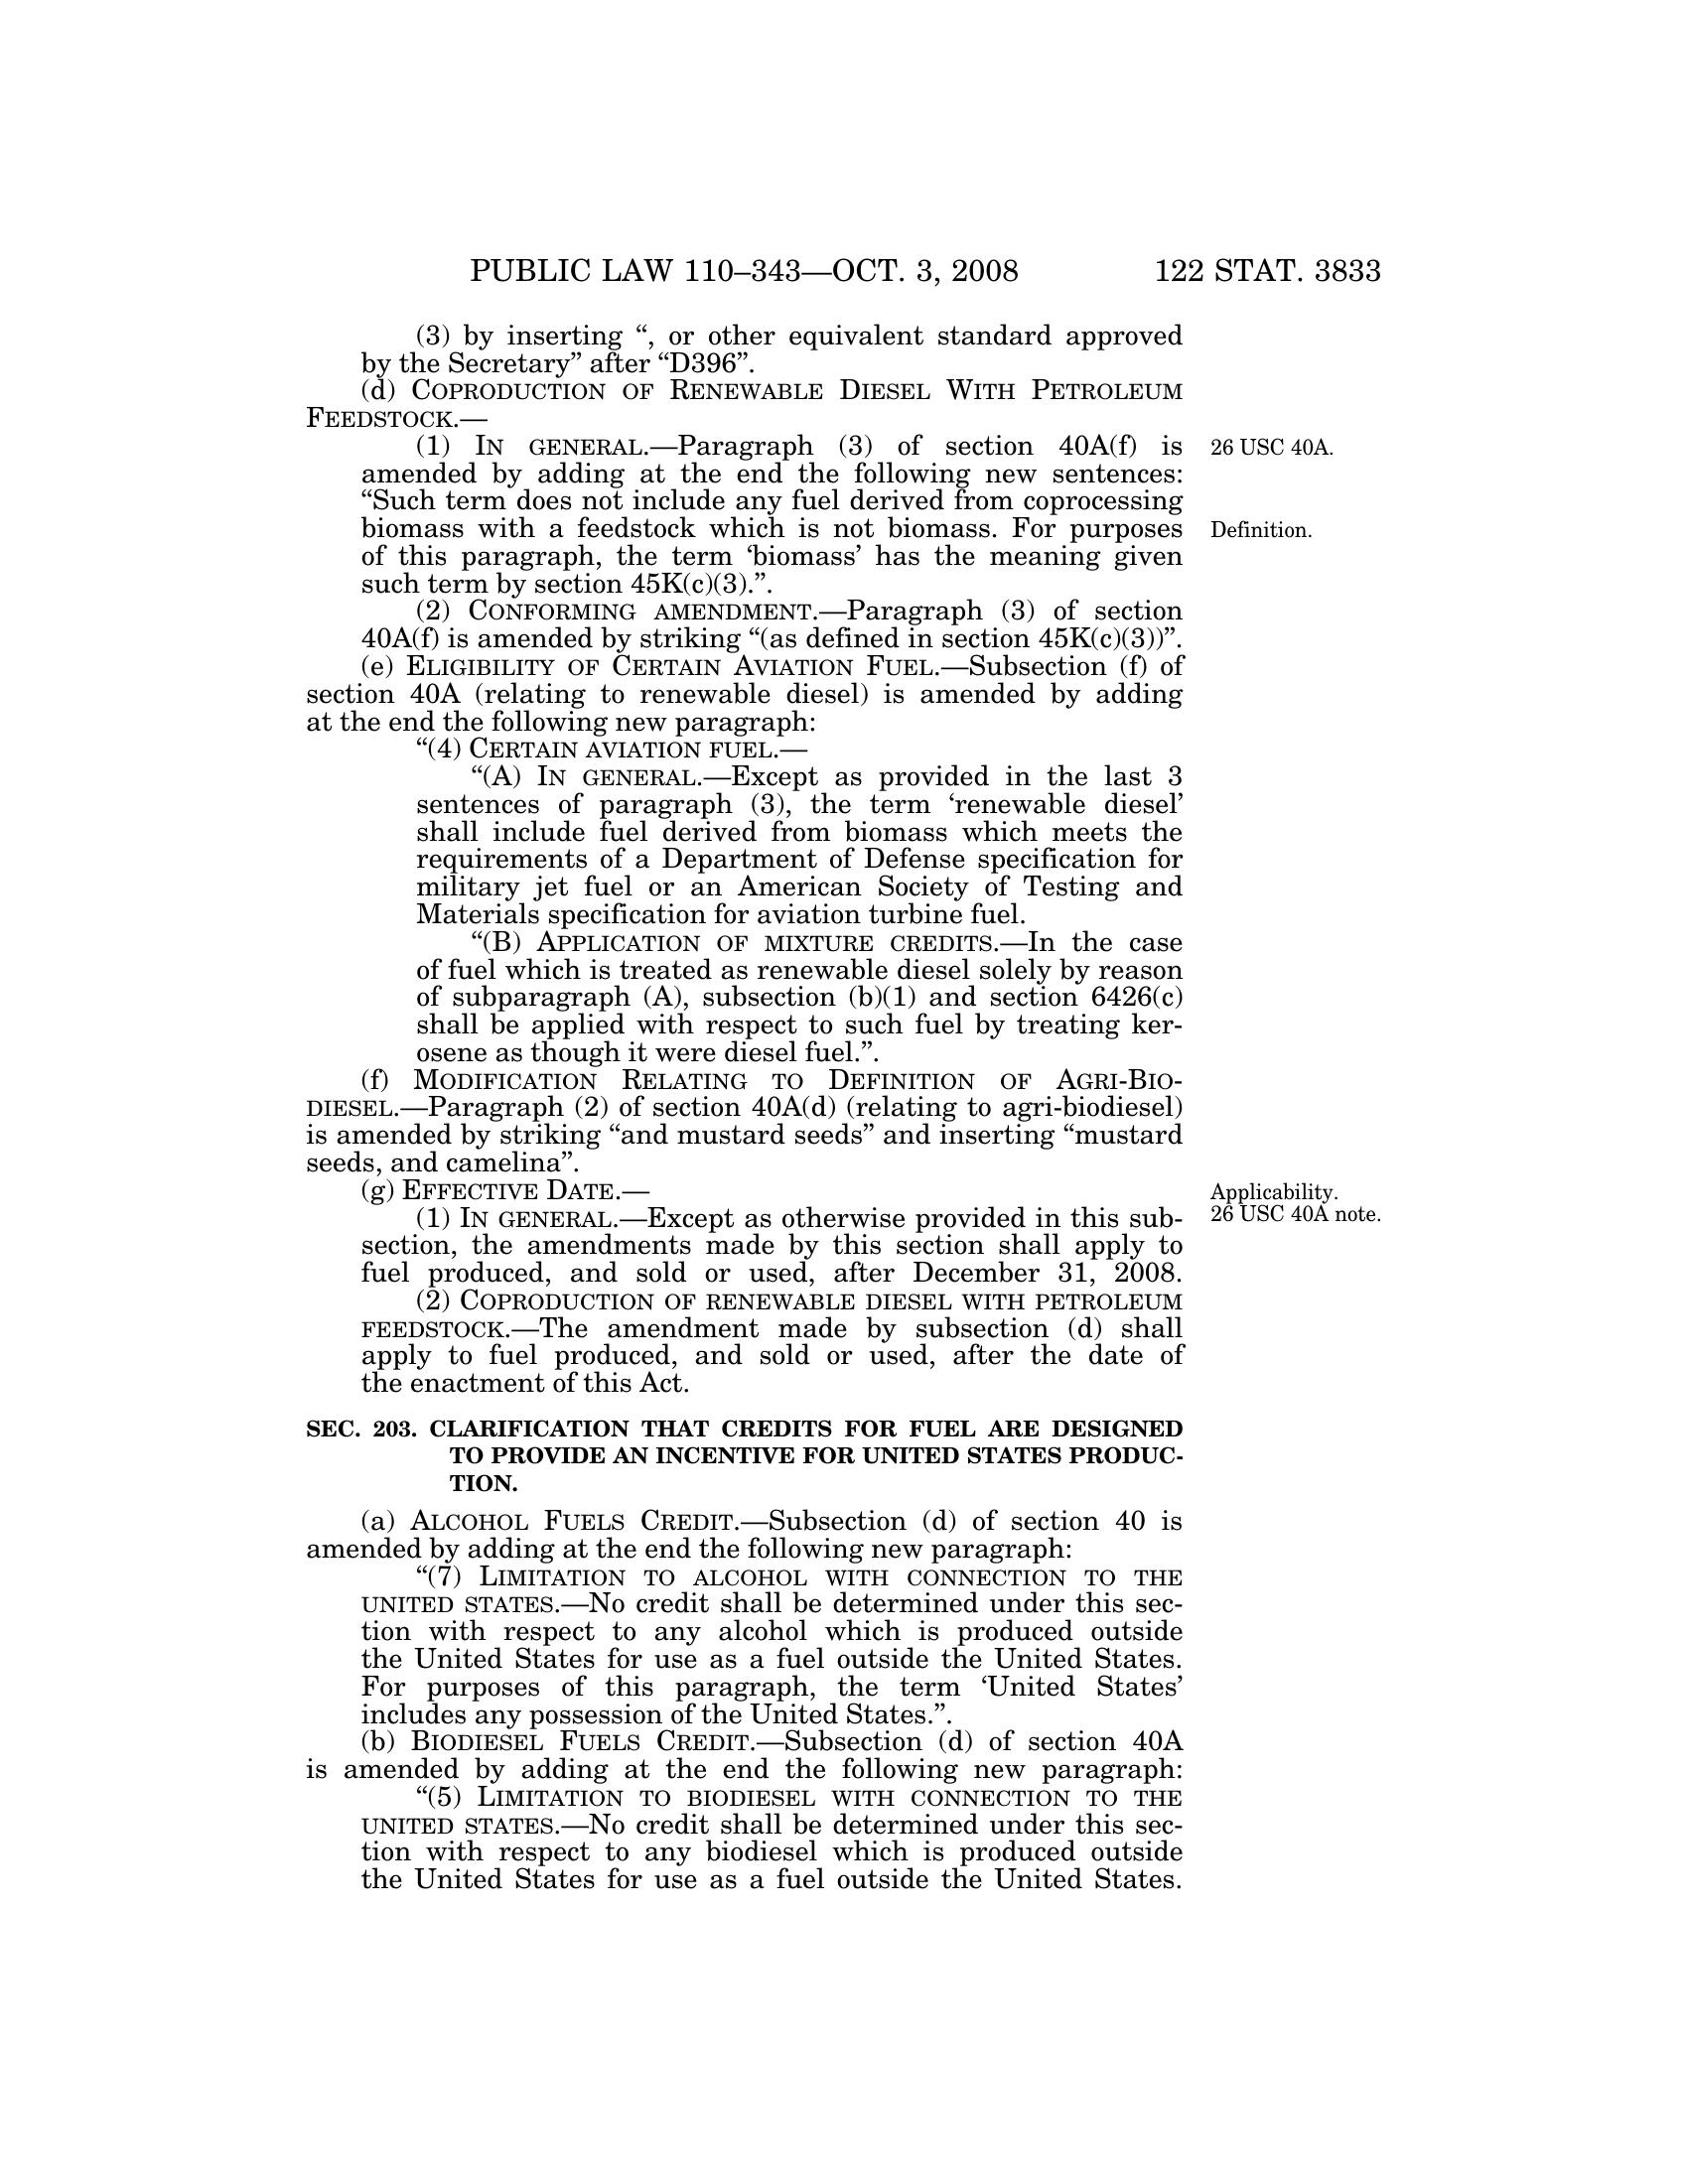 PUBLIC LAW 110–343—OCT. 3, 2008 122 STAT. 3833
(3) by inserting “, or other equivalent standard approved
by the Secretary” after “D396”.
(d) COPRODUCTION OF RENEWABLE DIESEL WITH PETROLEUM
FEEDSTOCK.—
(1) IN GENERAL.—Paragraph (3) of section 40A(f) is
26 USC 40A.
amended by adding at the end the following new sentences:
“Such term does not include any fuel derived from coprocessing
biomass with a feedstock which is not biomass. For purposes
Definition.
of this paragraph, the term ‘biomass’ has the meaning given
such term by section 45K(c)(3).”.
(2) CONFORMING AMENDMENT.—Paragraph (3) of section
40A(f) is amended by striking “(as defined in section 45K(c)(3))”.
(e) ELIGIBILITY OF CERTAIN AVIATION FUEL.—Subsection (f) of
section 40A (relating to renewable diesel) is amended by adding
at the end the following new paragraph:
“(4) CERTAIN AVIATION FUEL.—
“(A) IN GENERAL.—Except as provided in the last 3
sentences of paragraph (3), the term ‘renewable diesel’
shall include fuel derived from biomass which meets the
requirements of a Department of Defense specification for
military jet fuel or an American Society of Testing and
Materials specification for aviation turbine fuel.
“(B) APPLICATION OF MIXTURE CREDITS.—In the case
of fuel which is treated as renewable diesel solely by reason
of subparagraph (A), subsection (b)(1) and section 6426(c)
shall be applied with respect to such fuel by treating ker-
osene as though it were diesel fuel.”.
(f) MODIFICATION RELATING TO DEFINITION OF AGRI-BIO-
DIESEL.—Paragraph (2) of section 40A(d) (relating to agri-biodiesel)
is amended by striking “and mustard seeds” and inserting “mustard
seeds, and camelina”.
(g) EFFECTIVE DATE.—
Applicability.
26 USC 40A note.
(1) IN GENERAL.—Except as otherwise provided in this sub-
section, the amendments made by this section shall apply to
fuel produced, and sold or used, after December 31, 2008.
(2) COPRODUCTION OF RENEWABLE DIESEL WITH PETROLEUM
FEEDSTOCK.—The amendment made by subsection (d) shall
apply to fuel produced, and sold or used, after the date of
the enactment of this Act.
SEC. 203. CLARIFICATION THAT CREDITS FOR FUEL ARE DESIGNED
TO PROVIDE AN INCENTIVE FOR UNITED STATES PRODUC-
TION.
(a) ALCOHOL FUELS CREDIT.—Subsection (d) of section 40 is
amended by adding at the end the following new paragraph:
“(7) LIMITATION TO ALCOHOL WITH CONNECTION TO THE
UNITED STATES.—No credit shall be determined under this sec-
tion with respect to any alcohol which is produced outside
the United States for use as a fuel outside the United States.
For purposes of this paragraph, the term ‘United States’
includes any possession of the United States.”.
(b) BIODIESEL FUELS CREDIT.—Subsection (d) of section 40A
is amended by adding at the end the following new paragraph:
“(5) LIMITATION TO BIODIESEL WITH CONNECTION TO THE
UNITED STATES.—No credit shall be determined under this sec-
tion with respect to any biodiesel which is produced outside
the United States for use as a fuel outside the United States.